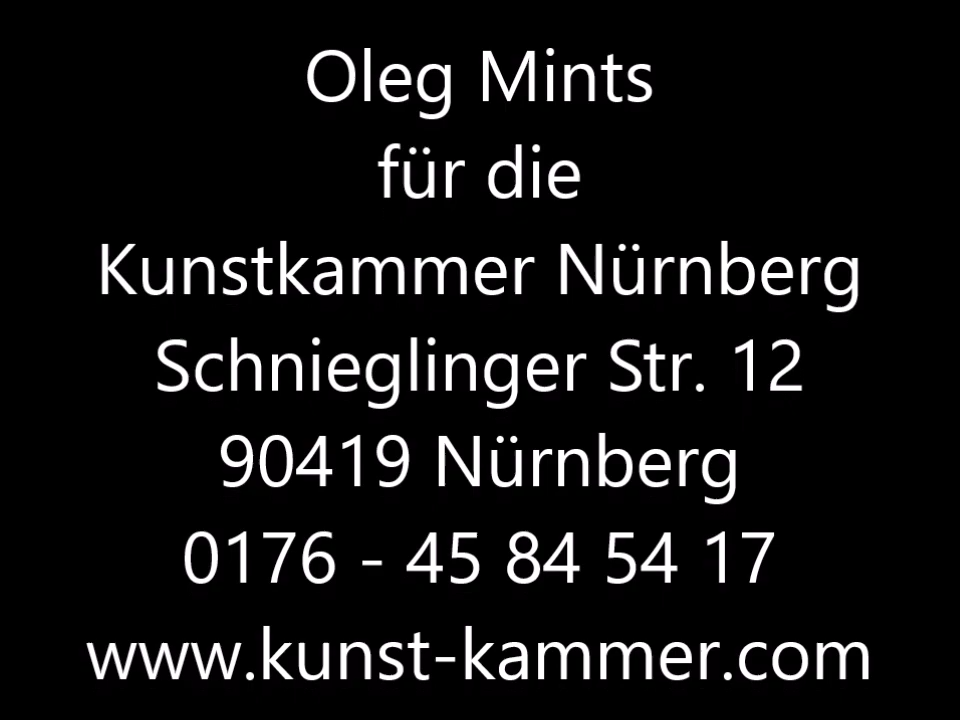 Oleg Mints
für die
Kunstkammer Nürnberg
Schnieglinger Str. 12
90419 Nürnberg
0176 - 45 84 54 17
www.kunst-kammer.com